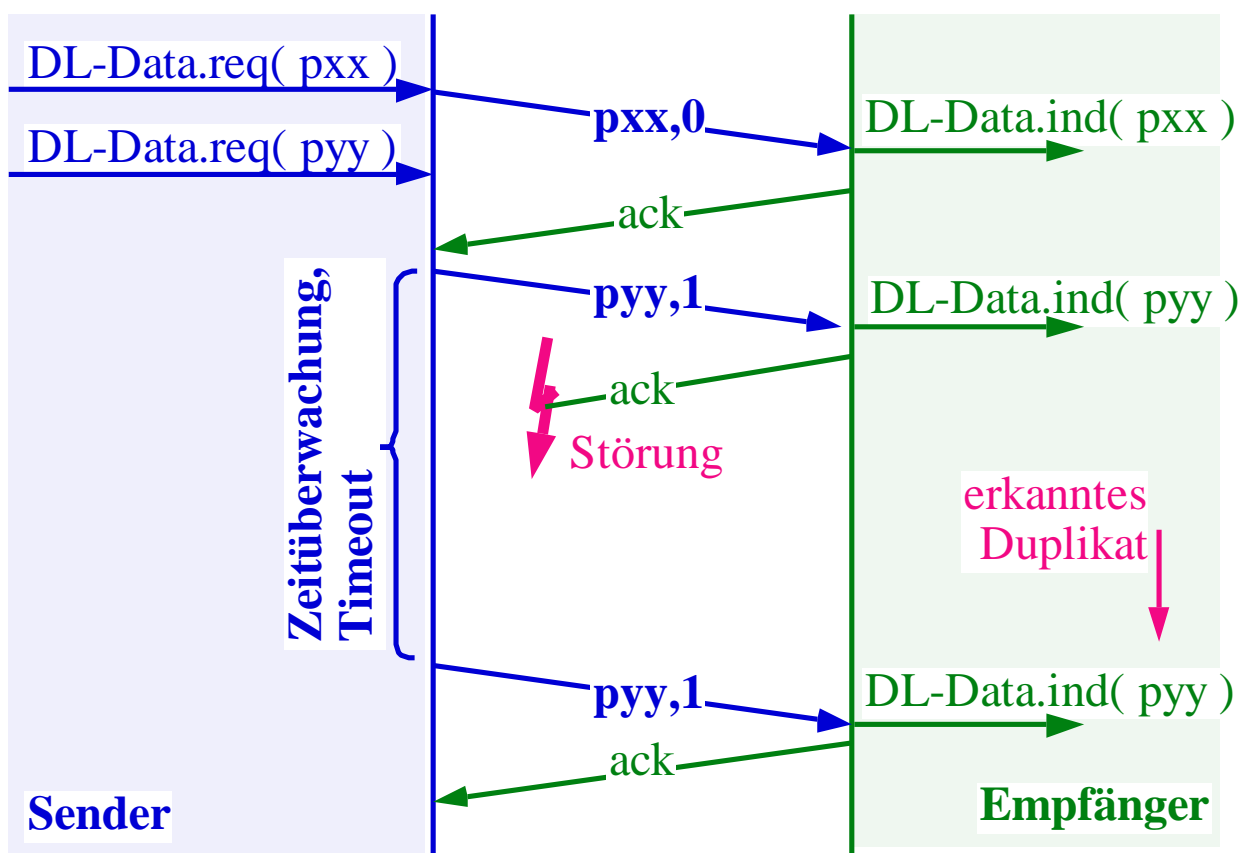 DL-Data.req( pxx )
pxx,0
DL-Data.ind( pxx )
DL-Data.req( pyy )
ack
Zeitüberwachung,
Timeout
pyy,1
DL-Data.ind( pyy )
ack
Störung
erkanntes
Duplikat
pyy,1
DL-Data.ind( pyy )
ack
Sender
Empfänger